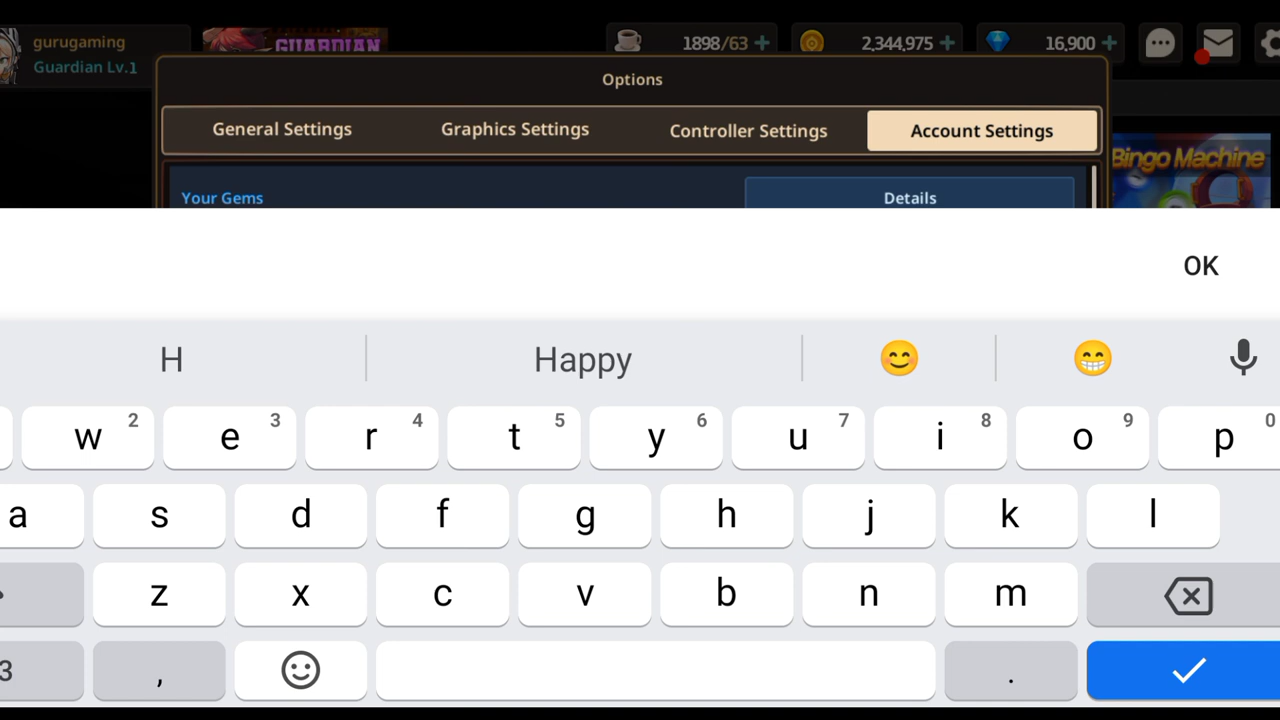 gurugaming
Guardian Lv.1
GUARDIAN
1898/63
2,344,975
16,900
Options
General Settings
Graphics Settings
Controller Settings
Account Settings
Bingo Machine
Your Gems
Details
OK
H
Happy
w 2 e 3 r 4 t 5 y 6 u 7 i 8 o 9 p 0
a s d f g h j k l
z x c v b n m
3 , .